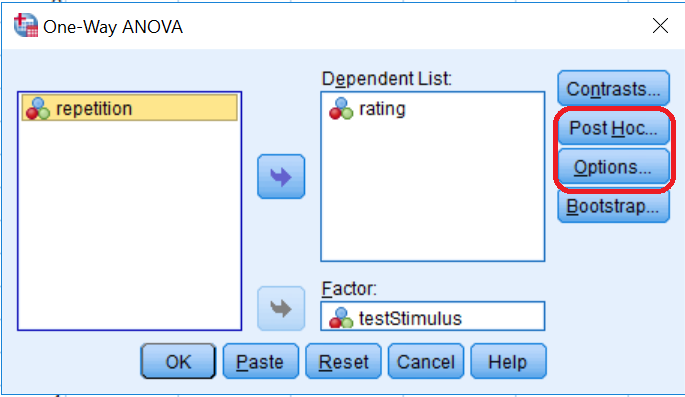 One-Way ANOVA
repetition
Dependent List:
rating
Factor:
testStimulus
Contrasts...
Post Hoc...
Options...
Bootstrap...
OK Paste Reset Cancel Help